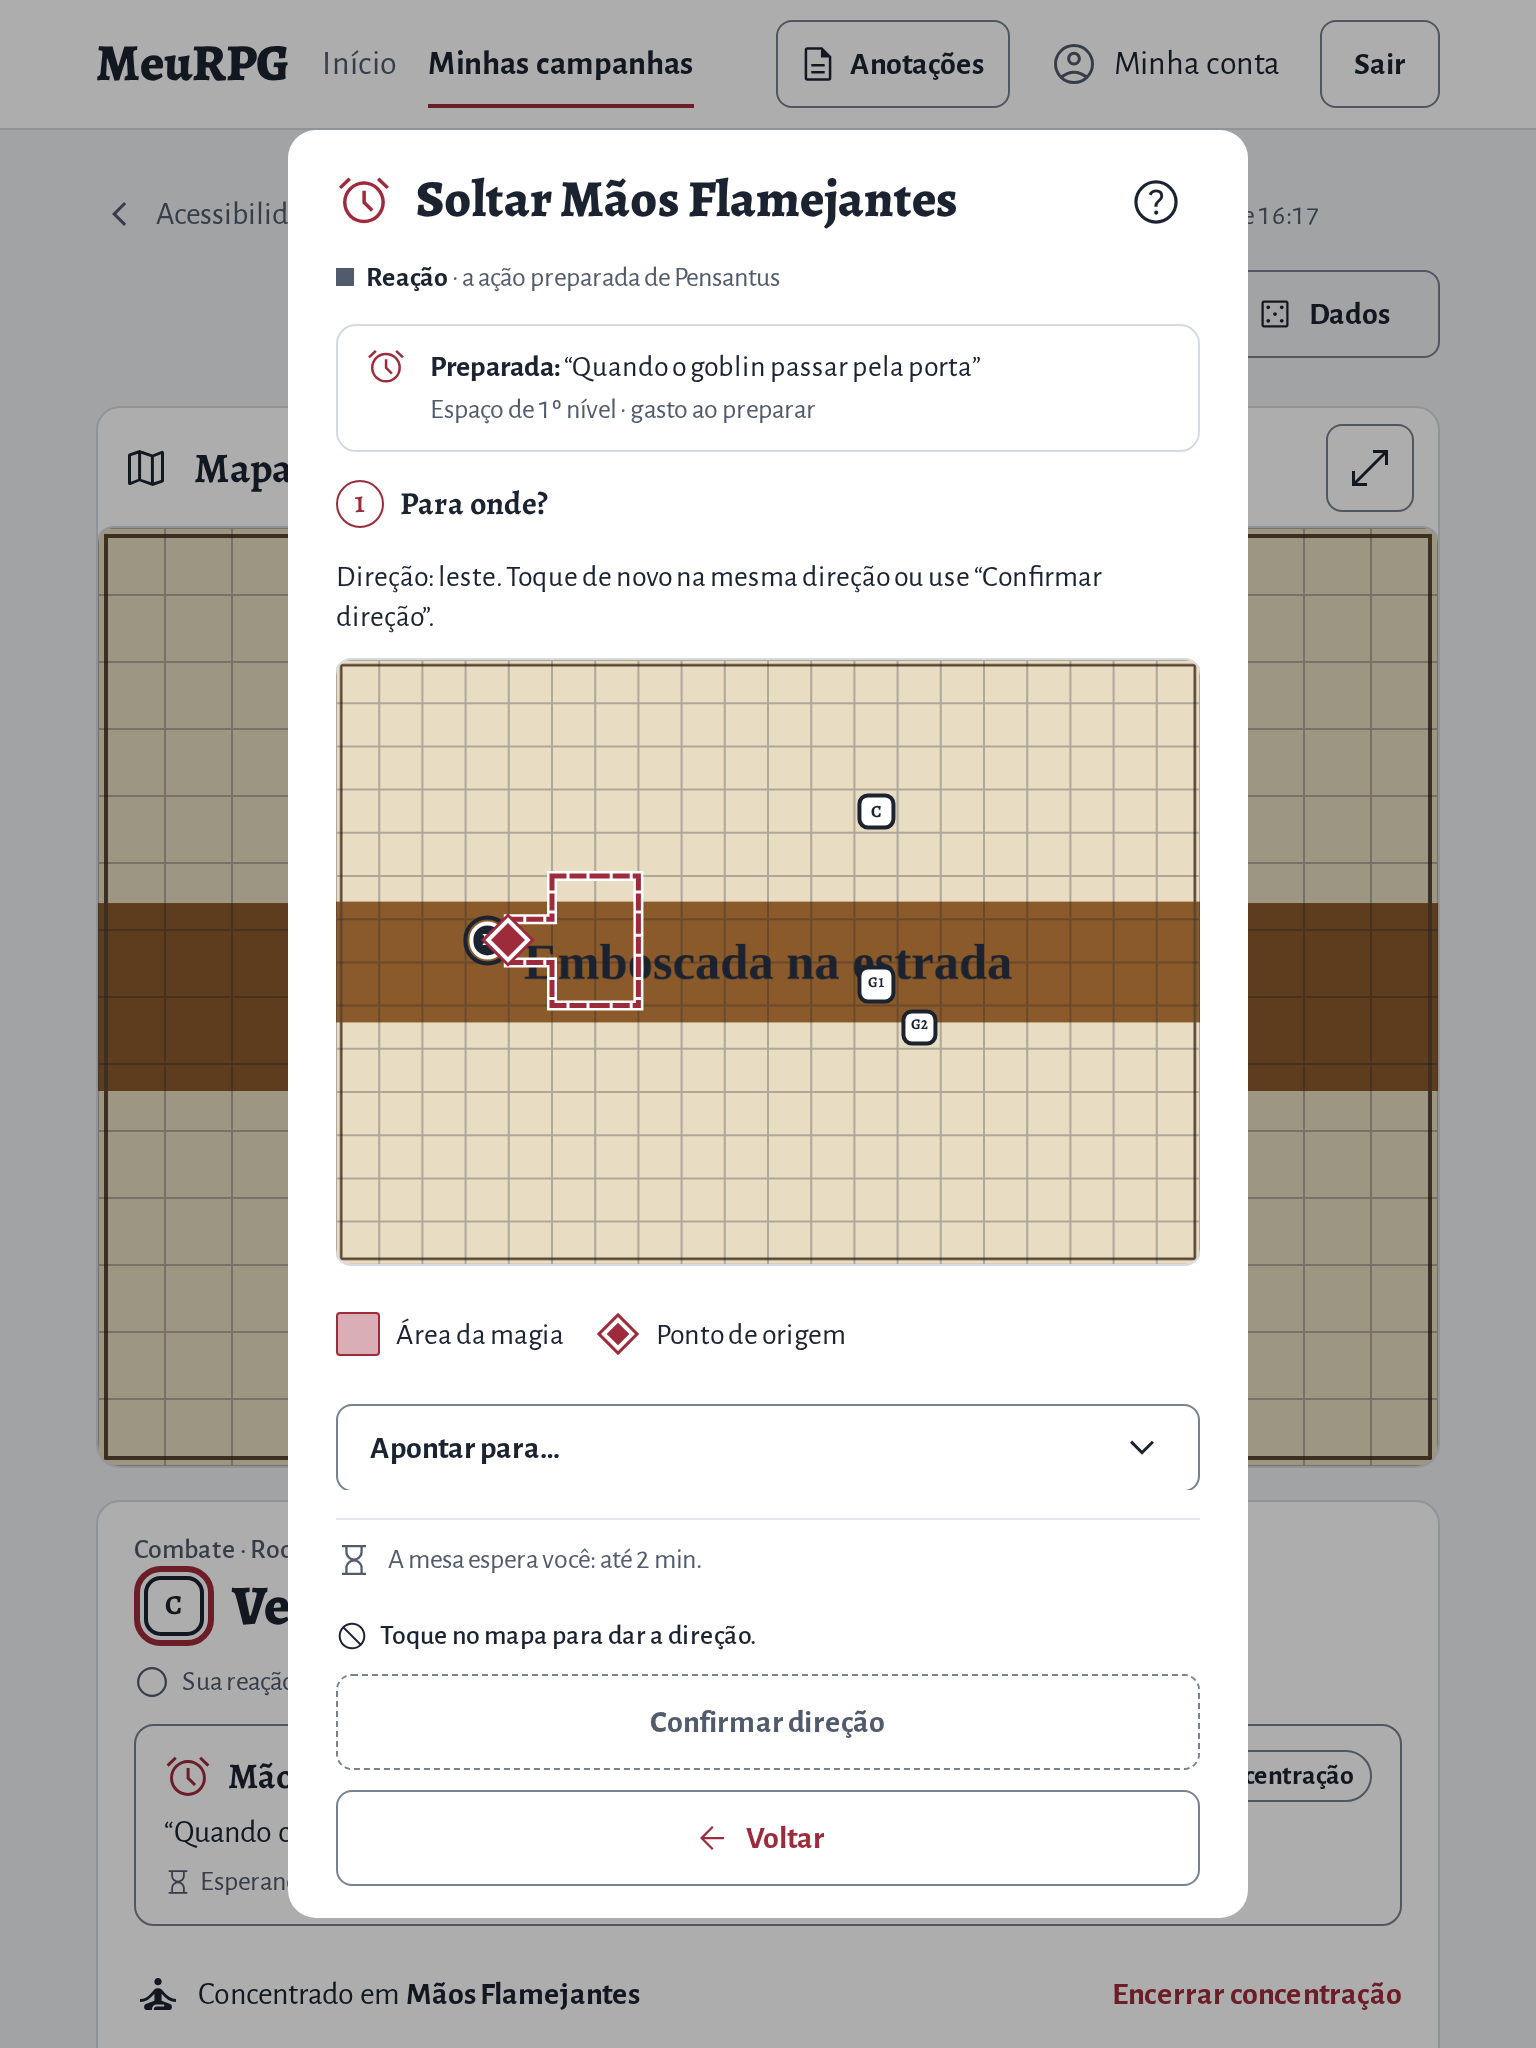 MeuRPG Início Minhas campanhas Anotações Minha conta Sair
Soltar Mãos Flamejantes
Acessibilid
e 16:17
Reação · a ação preparada de Pensantus
Dados
Preparada: “Quando o goblin passar pela porta”
Espaço de 1º nível · gasto ao preparar
Mapa
1 Para onde?
Direção: leste. Toque de novo na mesma direção ou use “Confirmar
direção”.
C
Emboscada na estrada
G1
G2
Área da magia Ponto de origem
Apontar para...
Combate · Roc
A mesa espera você: até 2 min.
C Ve
Toque no mapa para dar a direção.
Sua reação
Confirmar direção
Mão
centração
“Quando o
Voltar
Esperan
Concentrado em Mãos Flamejantes Encerrar concentração